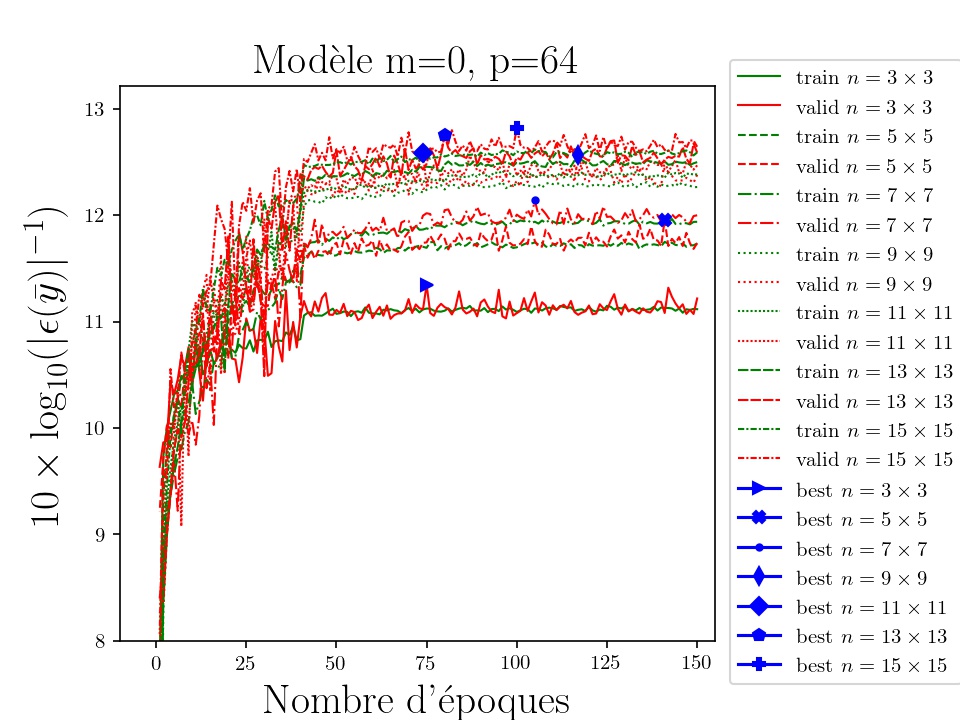 Modèle m=0, p=64
13
12
11
10
9
8
10 × log₁₀(|ϵ(ȳ)|⁻¹)
0 25 50 75 100 125 150
Nombre d'époques
train n = 3 × 3
valid n = 3 × 3
train n = 5 × 5
valid n = 5 × 5
train n = 7 × 7
valid n = 7 × 7
train n = 9 × 9
valid n = 9 × 9
train n = 11 × 11
valid n = 11 × 11
train n = 13 × 13
valid n = 13 × 13
train n = 15 × 15
valid n = 15 × 15
best n = 3 × 3
best n = 5 × 5
best n = 7 × 7
best n = 9 × 9
best n = 11 × 11
best n = 13 × 13
best n = 15 × 15